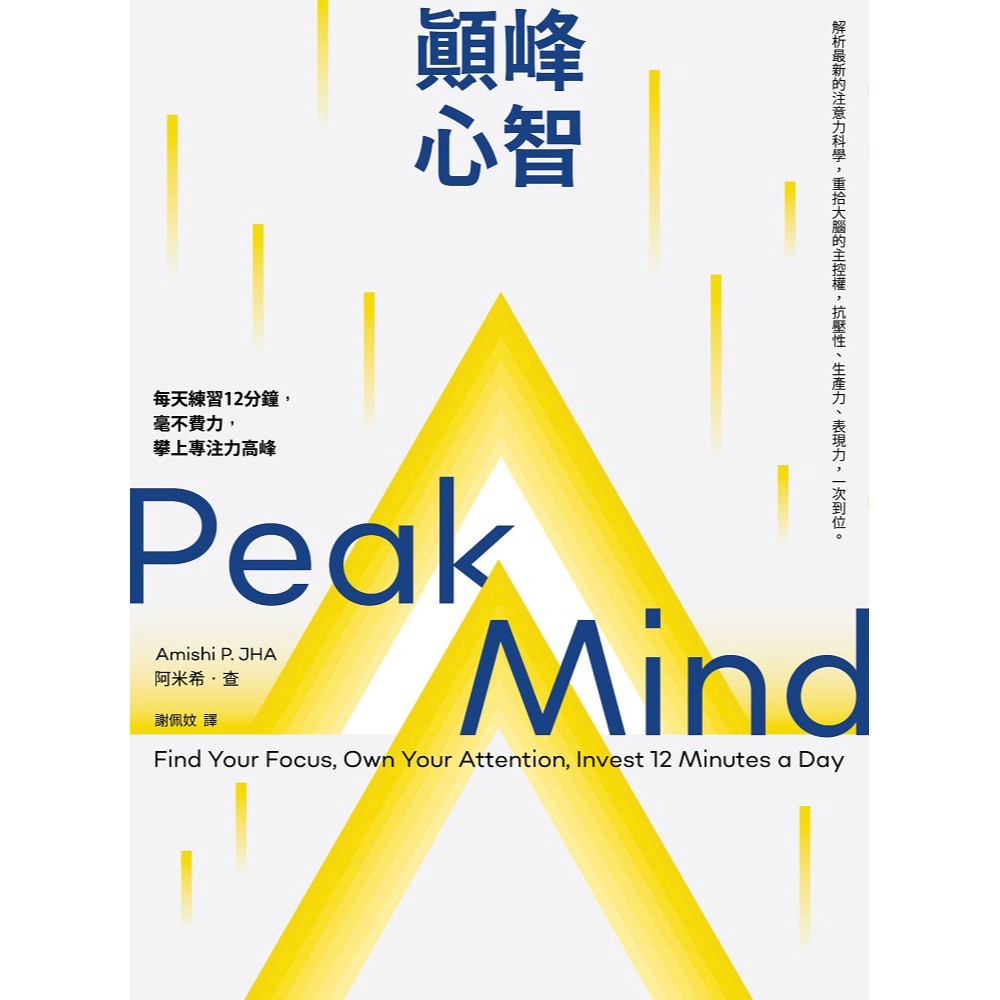 顚峰
心智
解析最新的注意力科學，重拾大腦的主控權，抗壓性、生產力、表現力，一次到位。
每天練習12分鐘，
毫不費力，
攀上專注力高峰
Peak
Mind
Amishi P. JHA
阿米希·查
謝佩妏 譯
Find Your Focus, Own Your Attention, Invest 12 Minutes a Day